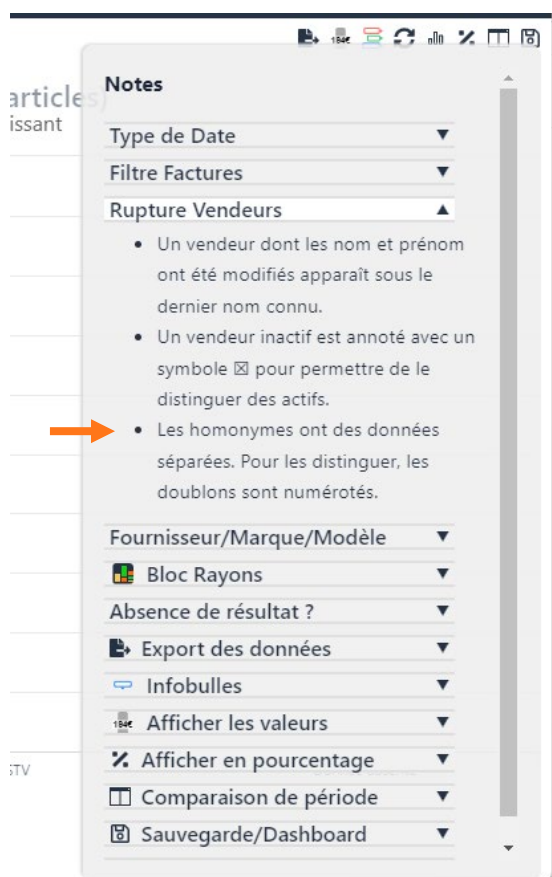 184€
Notes
articles)
issant
Type de Date
Filtre Factures
Rupture Vendeurs
• Un vendeur dont les nom et prénom
ont été modifiés apparaît sous le
dernier nom connu.
• Un vendeur inactif est annoté avec un
symbole ☒ pour permettre de le
distinguer des actifs.
• Les homonymes ont des données
séparées. Pour les distinguer, les
doublons sont numérotés.
Fournisseur/Marque/Modèle
Bloc Rayons
Absence de résultat ?
Export des données
Infobulles
184€ Afficher les valeurs
Afficher en pourcentage
STV
Comparaison de période
Sauvegarde/Dashboard